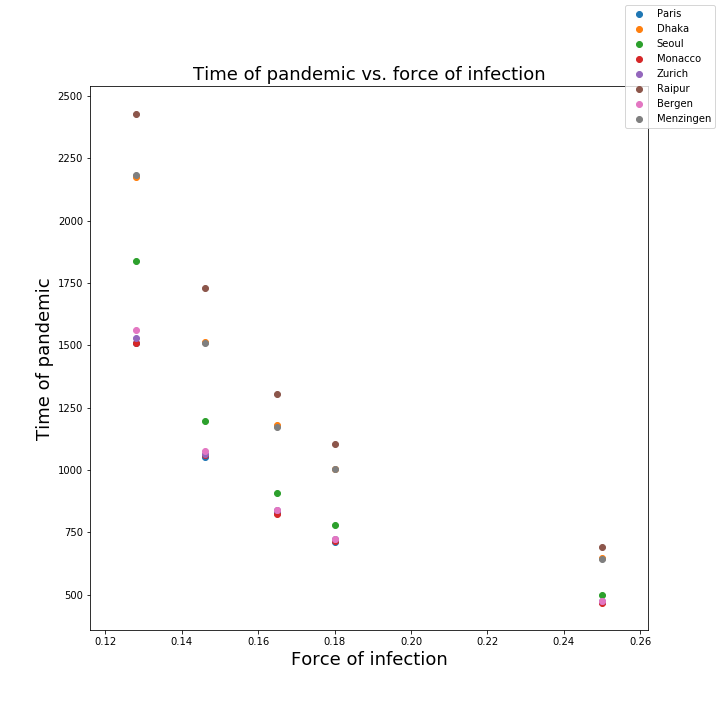 Paris
Dhaka
Seoul
Monacco
Zurich
Raipur
Bergen
Menzingen
Time of pandemic vs. force of infection
2500
2250
2000
1750
1500
1250
1000
750
500
Time of pandemic
0.12
0.14
0.16
0.18
0.20
0.22
0.24
0.26
Force of infection